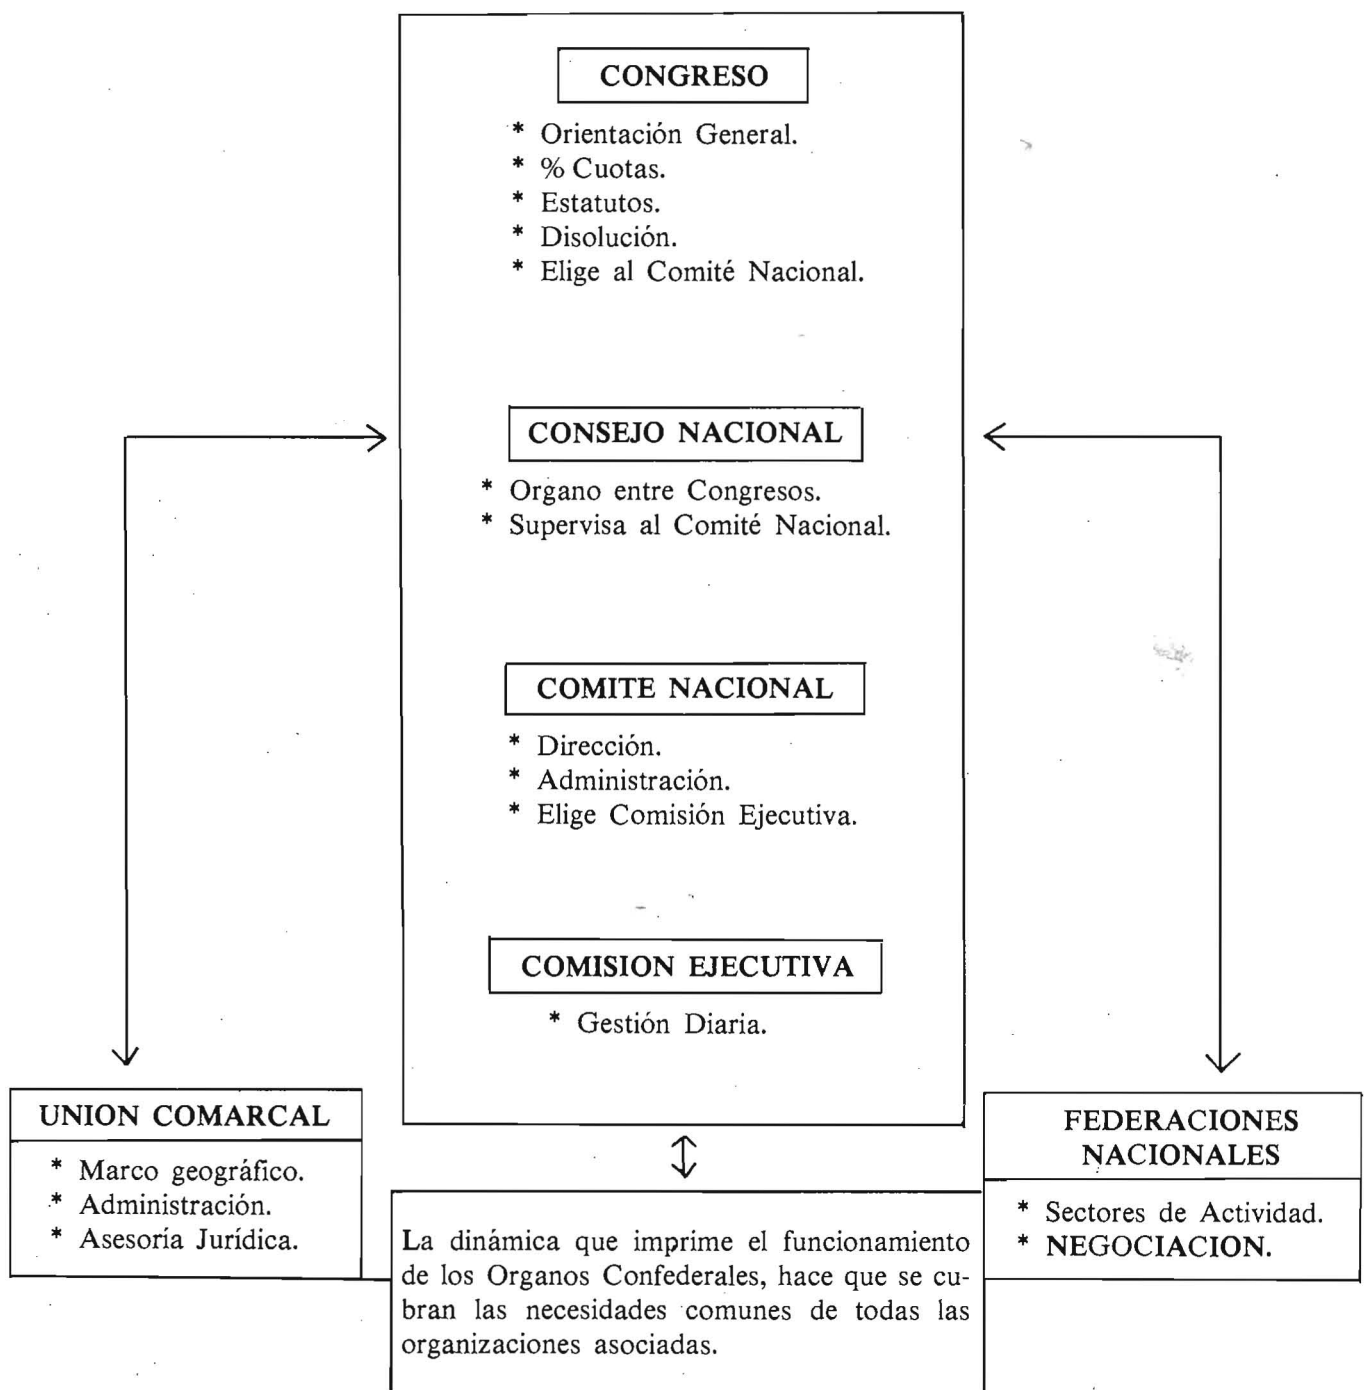 CONGRESO
* Orientación General.
* % Cuotas.
* Estatutos.
* Disolución.
* Elige al Comité Nacional.
CONSEJO NACIONAL
* Organo entre Congresos.
* Supervisa al Comité Nacional.
COMITE NACIONAL
* Dirección.
* Administración.
* Elige Comisión Ejecutiva.
COMISION EJECUTIVA
* Gestión Diaria.
UNION COMARCAL
* Marco geográfico.
* Administración.
* Asesoría Jurídica.
FEDERACIONES
NACIONALES
* Sectores de Actividad.
* NEGOCIACION.
La dinámica que imprime el funcionamiento
de los Organos Confederales, hace que se cu-
bran las necesidades comunes de todas las
organizaciones asociadas.